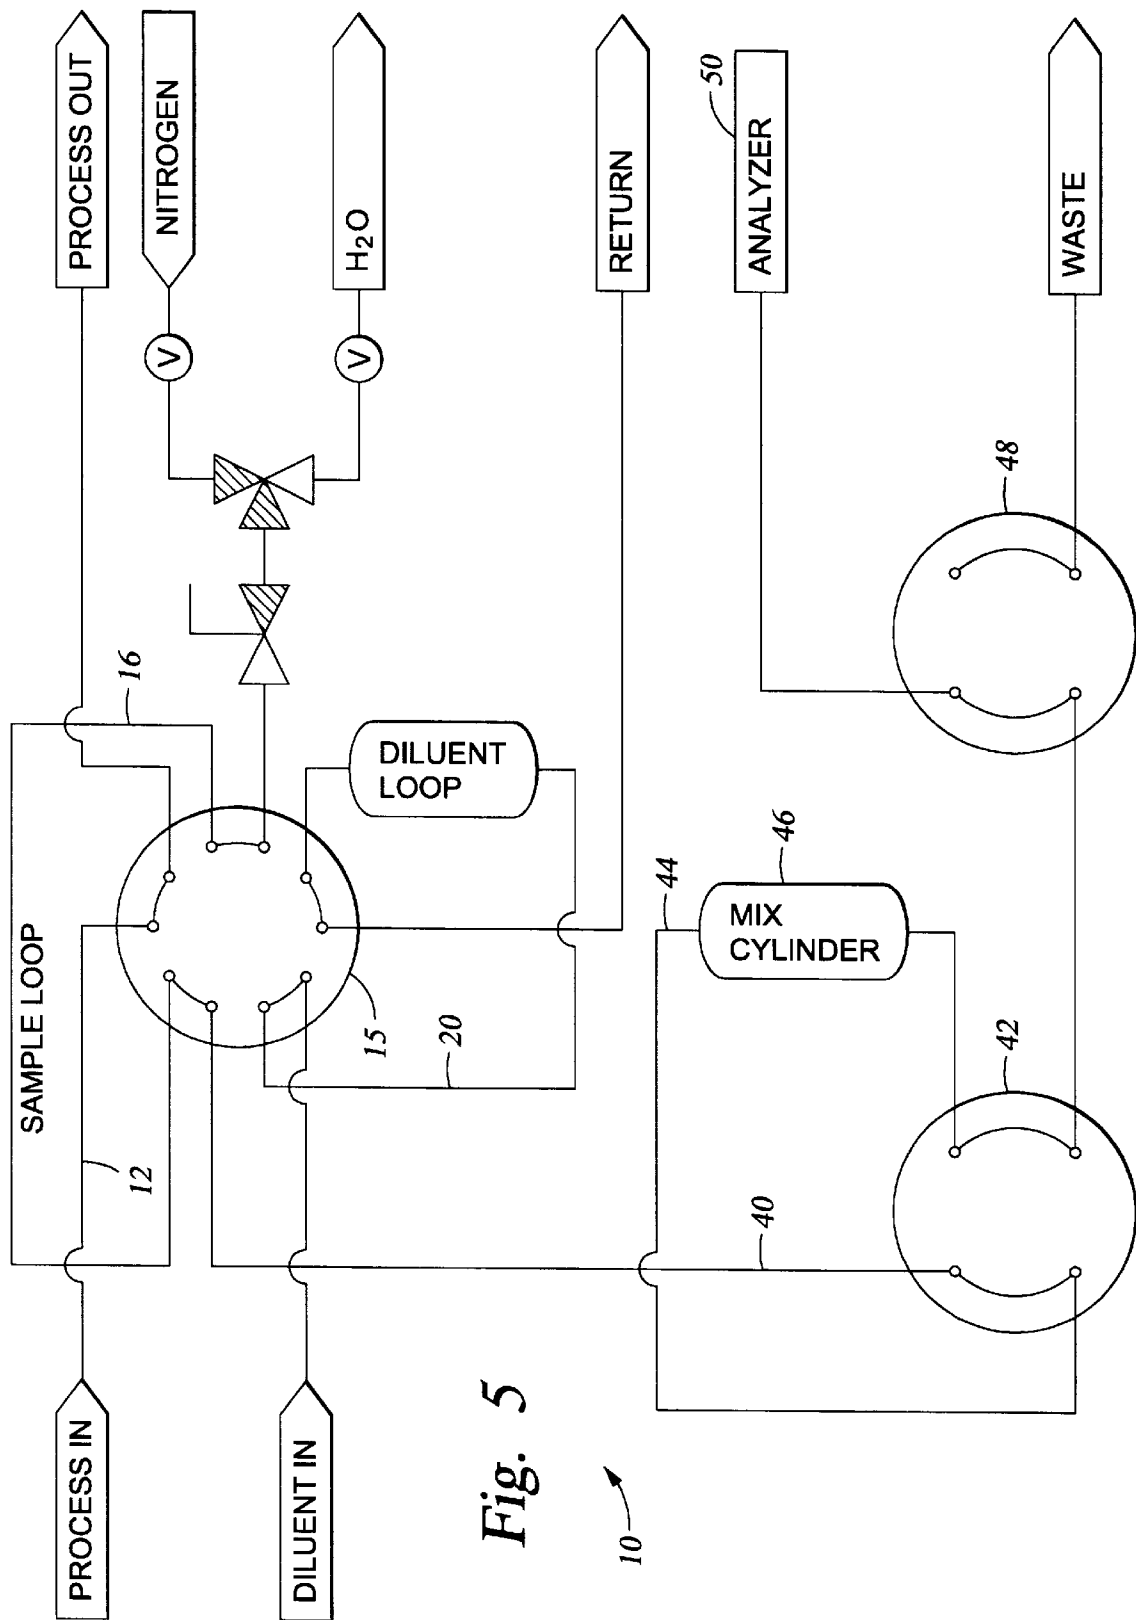 PROCESS IN
DILUENT IN
SAMPLE LOOP
12
16
15
20
PROCESS OUT
NITROGEN
V
H₂O
V
DILUENT
LOOP
RETURN
ANALYZER
50
WASTE
44
46
MIX
CYLINDER
40
42
48
Fig. 5
10